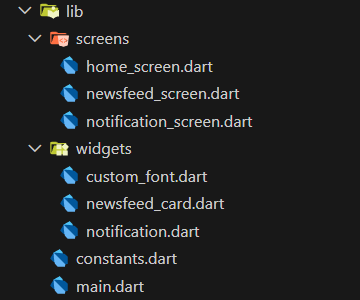 lib
screens
home_screen.dart
newsfeed_screen.dart
notification_screen.dart
widgets
custom_font.dart
newsfeed_card.dart
notification.dart
constants.dart
main.dart